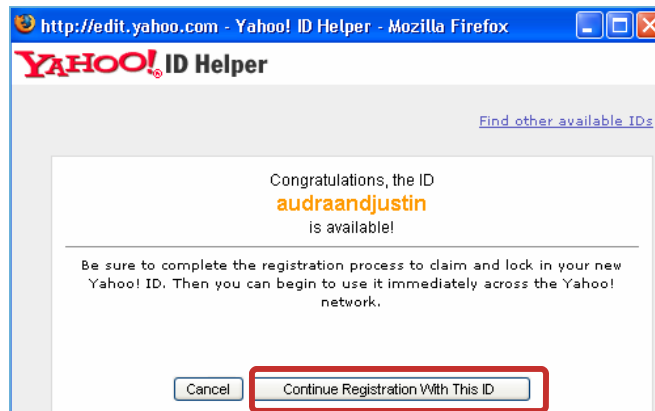 http://edit.yahoo.com - Yahoo! ID Helper - Mozilla Firefox
YAHOO!® ID Helper
Find other available IDs
Congratulations, the ID
audraandjustin
is available!
Be sure to complete the registration process to claim and lock in your new
Yahoo! ID. Then you can begin to use it immediately across the Yahoo!
network.
Cancel Continue Registration With This ID